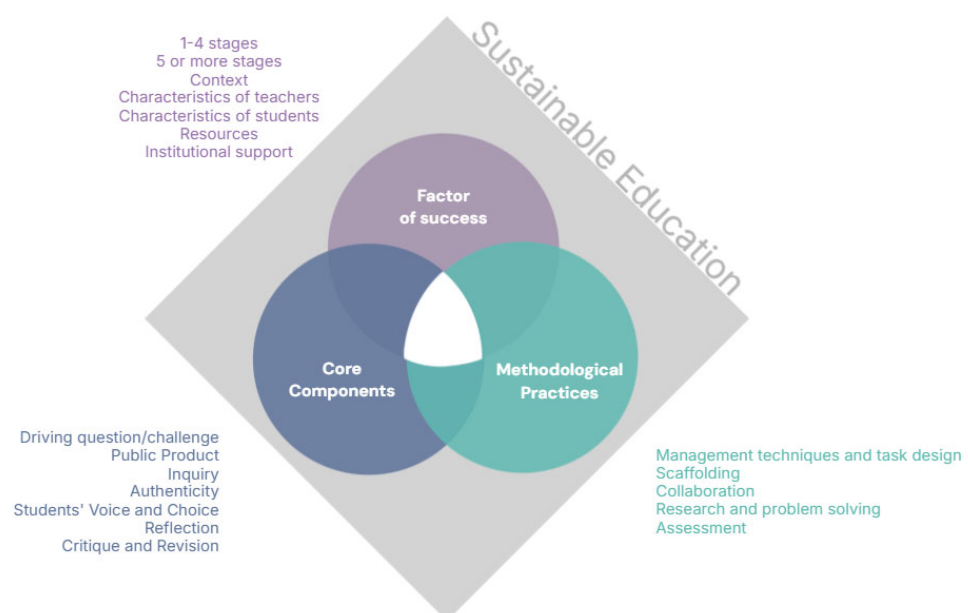 1-4 stages
5 or more stages
Context
Characteristics of teachers
Characteristics of students
Resources
Institutional support
Sustainable Education
Factor
of success
Core
Components
Methodological
Practices
Driving question/challenge
Public Product
Inquiry
Authenticity
Students' Voice and Choice
Reflection
Critique and Revision
Management techniques and task design
Scaffolding
Collaboration
Research and problem solving
Assessment